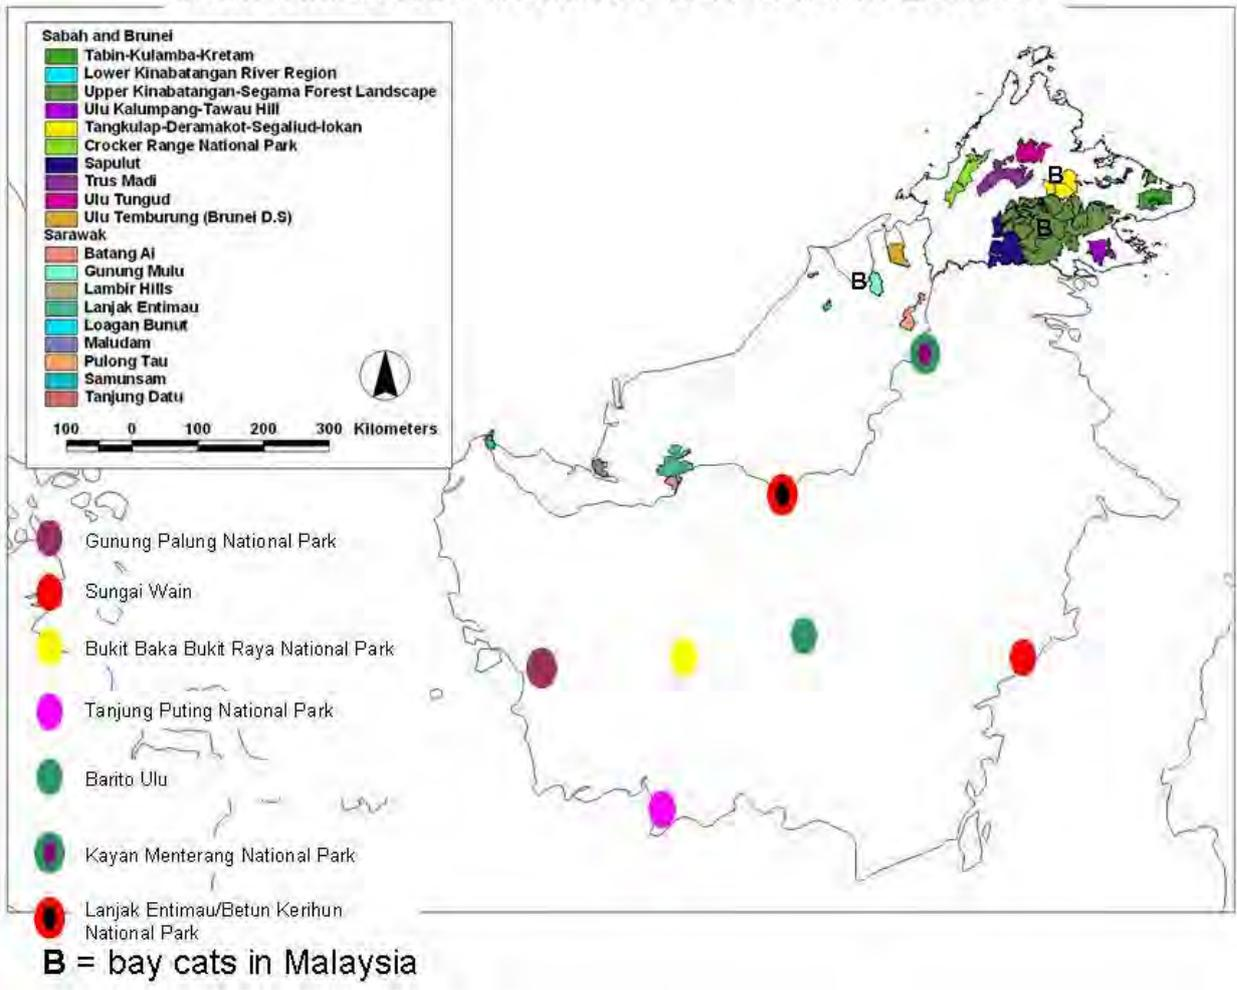 Sabah and Brunei
Tabin-Kulamba-Kretam
Lower Kinabatangan River Region
Upper Kinabatangan-Segama Forest Landscape
Ulu Kalumpang-Tawau Hill
Tangkulap-Deramakot-Segaliud-lokan
Crocker Range National Park
Sapulut
Trus Madi
Ulu Tungud
Ulu Temburung (Brunei D.S)
Sarawak
Batang Ai
Gunung Mulu
Lambir Hills
Lanjak Entimau
Loagan Bunut
Maludam
Pulong Tau
Samunsam
Tanjung Datu
100 0 100 200 300 Kilometers
B
B
B
Gunung Palung National Park
Sungai Wain
Bukit Baka Bukit Raya National Park
Tanjung Puting National Park
Barito Ulu
Kayan Menterang National Park
Lanjak Entimau/Betun Kerihun
National Park
B = bay cats in Malaysia